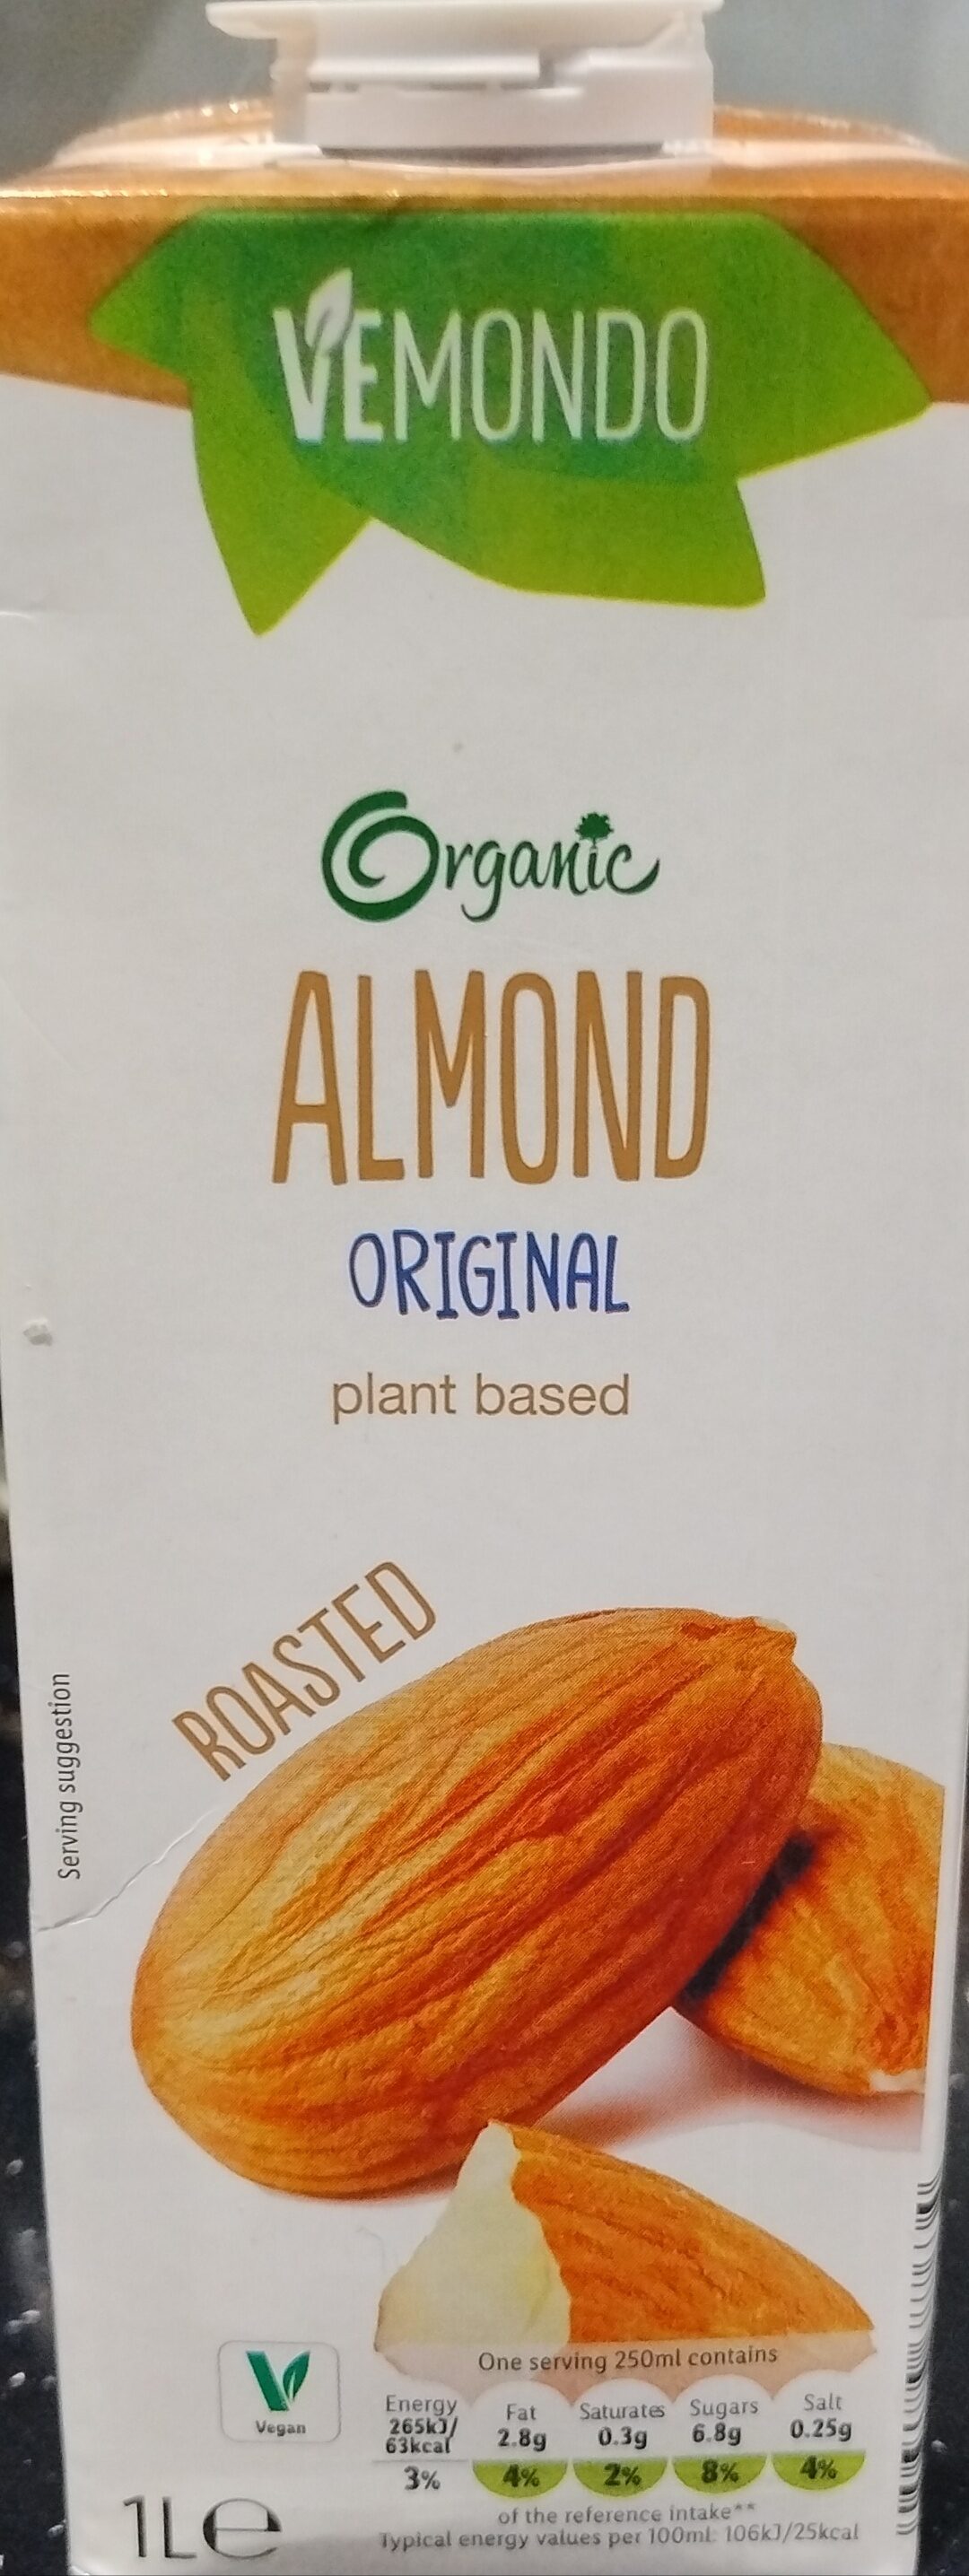 VEMONDO
Organic
ALMOND
ORIGINAL
plant based
ROASTED
Serving suggestion
One serving 250ml contains
Energy 265kJ/ 63kcal 3%
Fat 2.8g 4%
Saturates 0.3g 2%
Sugars 6.8g 8%
Salt 0.25g 4%
of the reference intake**
Typical energy values per 100ml: 106kJ/25kcal
Vegan
1L℮